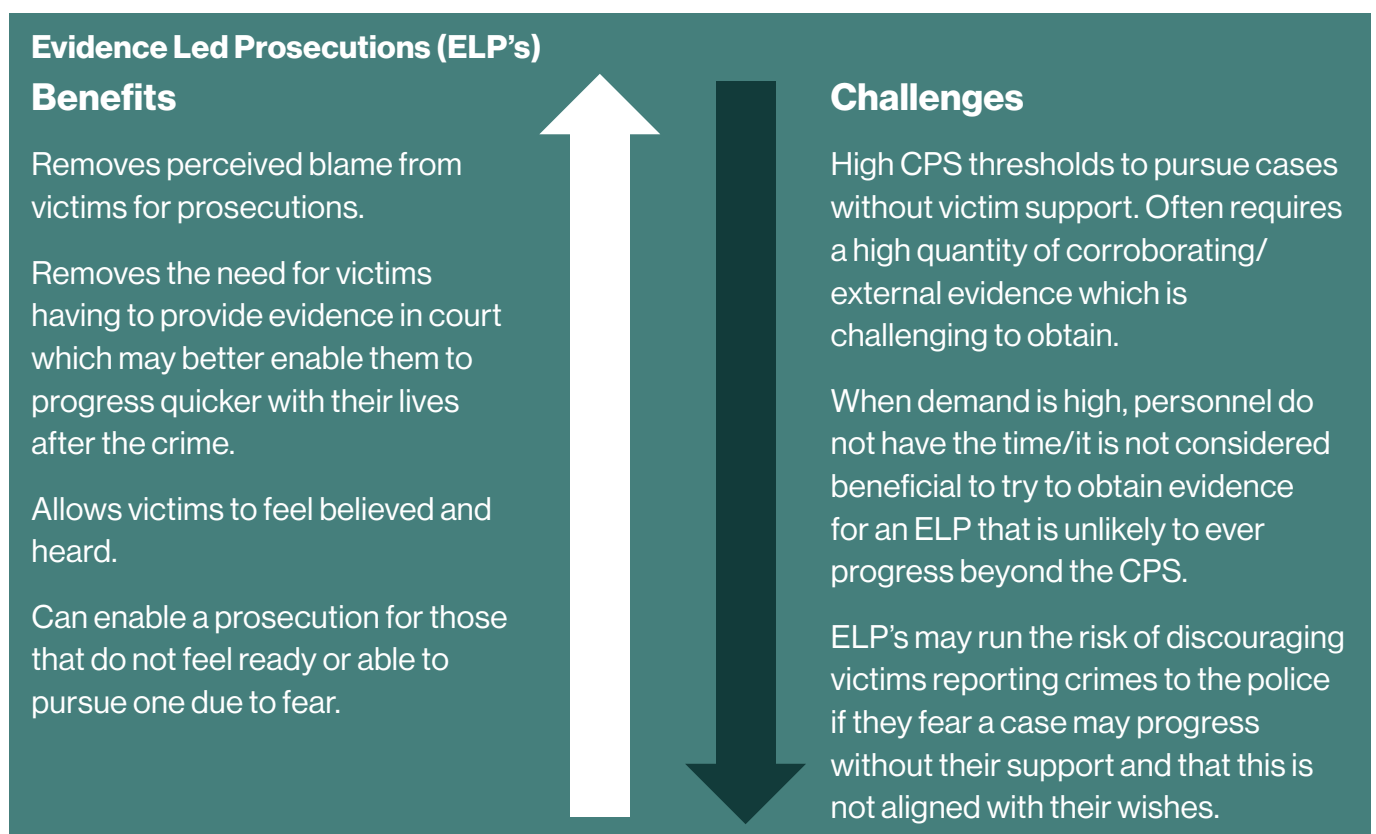 Evidence Led Prosecutions (ELP's)
Benefits
Removes perceived blame from
victims for prosecutions.
Removes the need for victims
having to provide evidence in court
which may better enable them to
progress quicker with their lives
after the crime.
Allows victims to feel believed and
heard.
Can enable a prosecution for those
that do not feel ready or able to
pursue one due to fear.
Challenges
High CPS thresholds to pursue cases
without victim support. Often requires
a high quantity of corroborating/
external evidence which is
challenging to obtain.
When demand is high, personnel do
not have the time/it is not considered
beneficial to try to obtain evidence
for an ELP that is unlikely to ever
progress beyond the CPS.
ELP's may run the risk of discouraging
victims reporting crimes to the police
if they fear a case may progress
without their support and that this is
not aligned with their wishes.